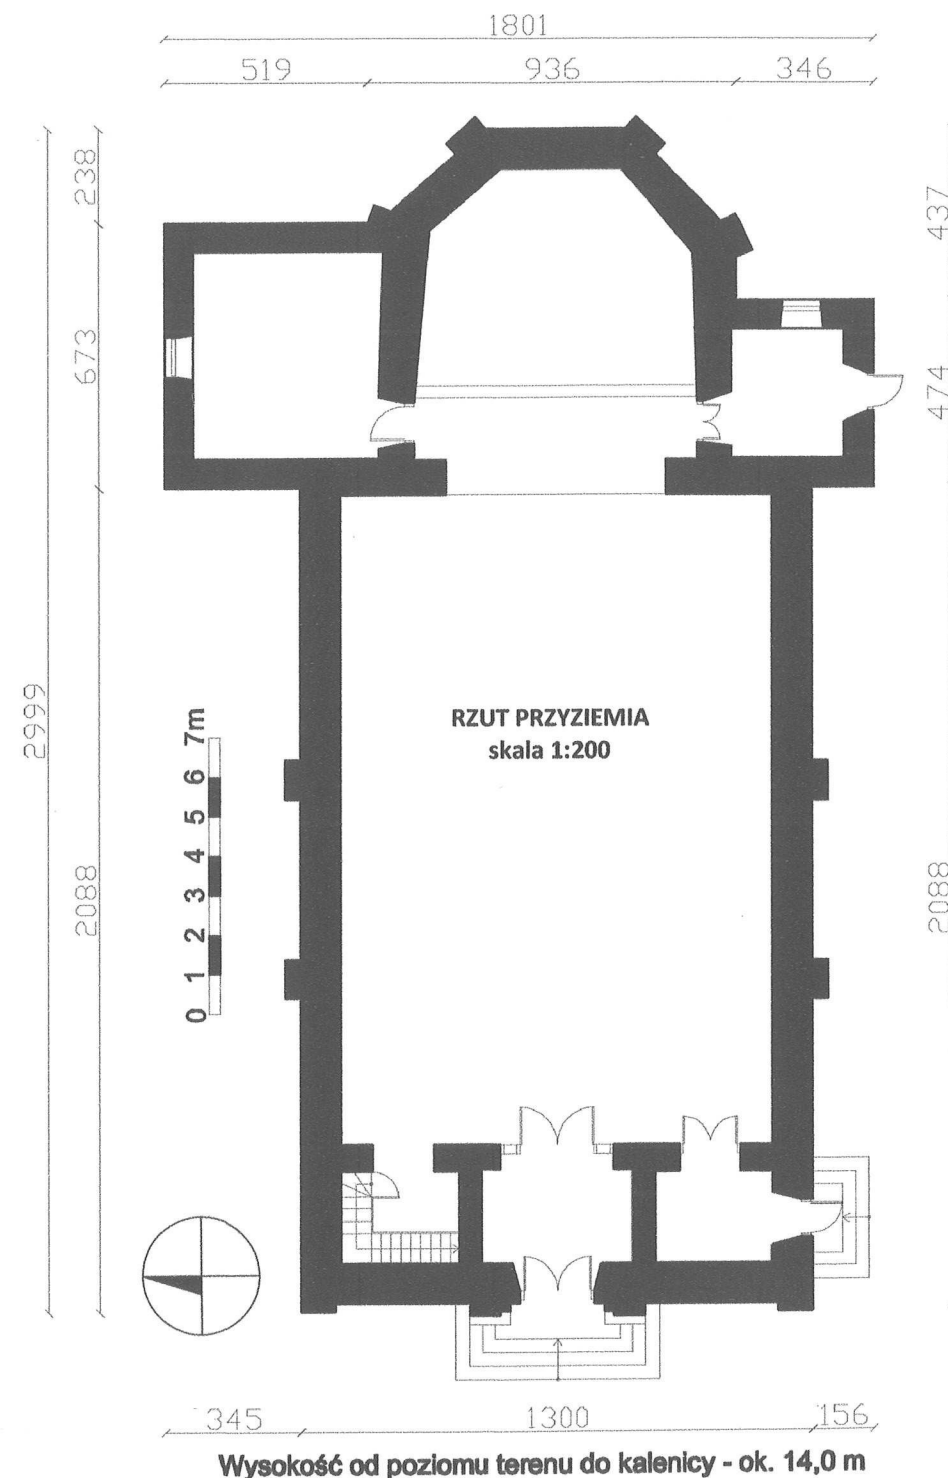 1801
519 936 346
238
437
673
474
2999
RZUT PRZYZIEMIA
skala 1:200
0 1 2 3 4 5 6 7m
2088
2088
345 1300 156
Wysokość od poziomu terenu do kalenicy - ok. 14,0 m